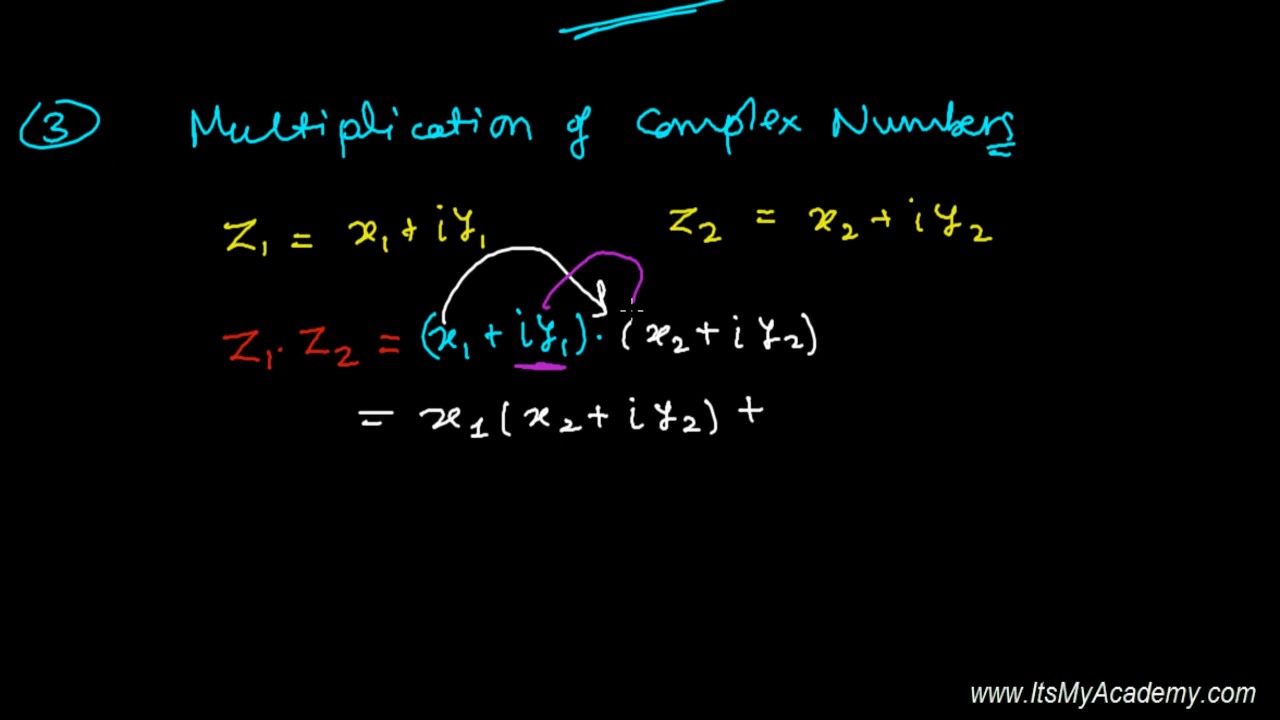 ③ Multiplication of Complex Numbers
Z₁ = x₁ + iy₁ Z₂ = x₂ + iy₂
Z₁ · Z₂ = (x₁ + iy₁) · (x₂ + iy₂)
= x₁(x₂ + iy₂) +
www.ItsMyAcademy.com